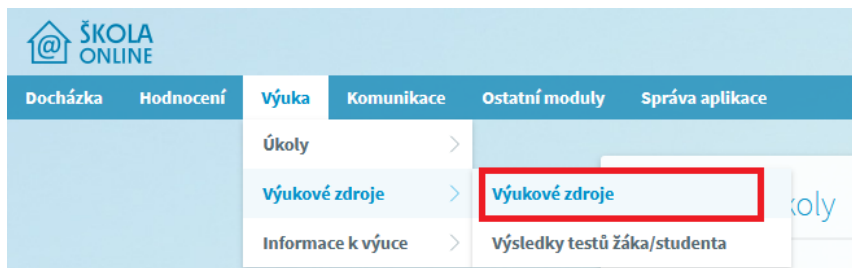 ŠKOLA
ONLINE
Docházka Hodnocení Výuka Komunikace Ostatní moduly Správa aplikace
Úkoly
Výukové zdroje Výukové zdroje
koly
Informace k výuce Výsledky testů žáka/studenta